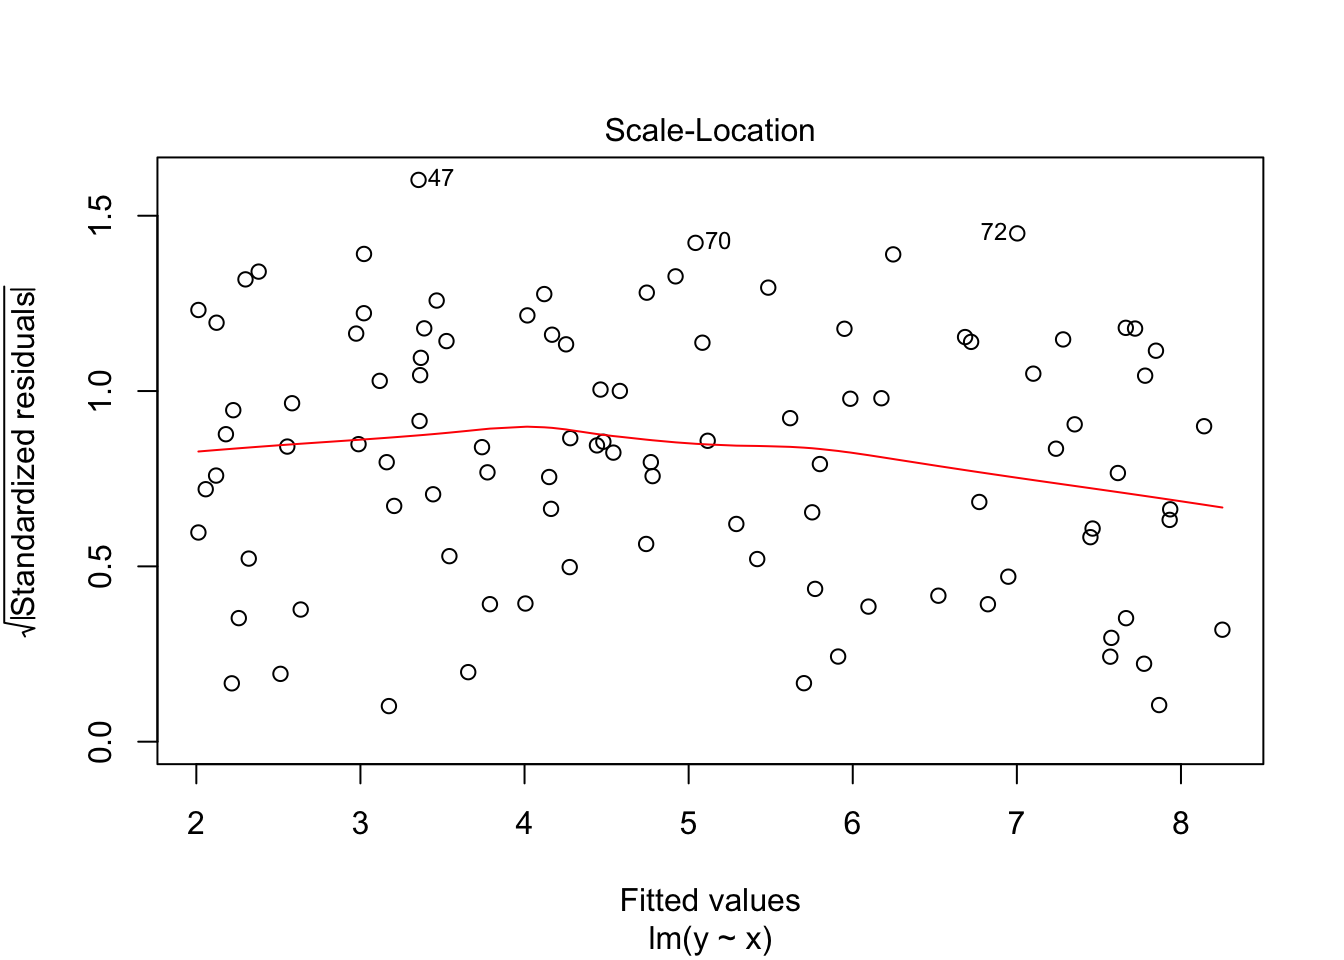 Scale-Location
√|Standardized residuals|
1.5
1.0
0.5
0.0
47
70
72
2 3 4 5 6 7 8
Fitted values
lm(y ~ x)